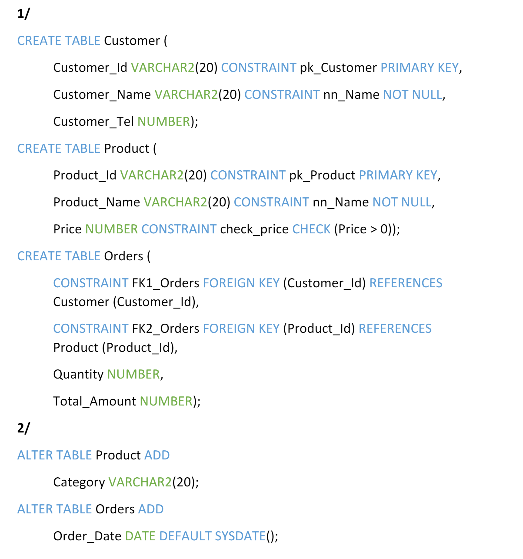 1/
CREATE TABLE Customer (
Customer_Id VARCHAR2(20) CONSTRAINT pk_Customer PRIMARY KEY,
Customer_Name VARCHAR2(20) CONSTRAINT nn_Name NOT NULL,
Customer_Tel NUMBER);
CREATE TABLE Product (
Product_Id VARCHAR2(20) CONSTRAINT pk_Product PRIMARY KEY,
Product_Name VARCHAR2(20) CONSTRAINT nn_Name NOT NULL,
Price NUMBER CONSTRAINT check_price CHECK (Price > 0));
CREATE TABLE Orders (
CONSTRAINT FK1_Orders FOREIGN KEY (Customer_Id) REFERENCES
Customer (Customer_Id),
CONSTRAINT FK2_Orders FOREIGN KEY (Product_Id) REFERENCES
Product (Product_Id),
Quantity NUMBER,
Total_Amount NUMBER);
2/
ALTER TABLE Product ADD
Category VARCHAR2(20);
ALTER TABLE Orders ADD
Order_Date DATE DEFAULT SYSDATE();